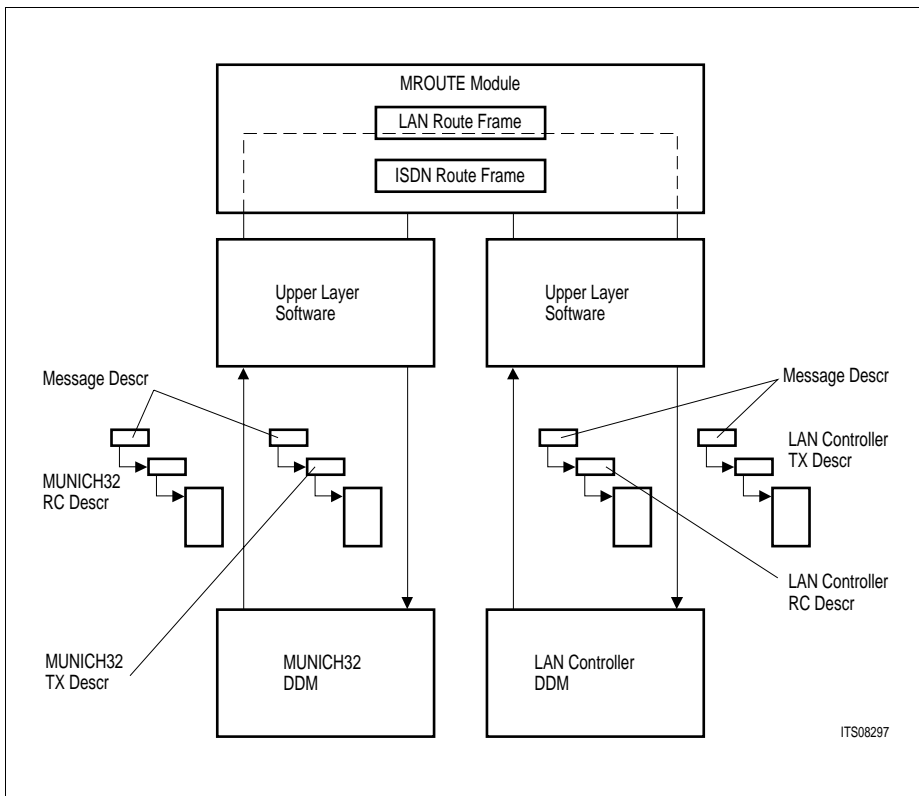 MROUTE Module
LAN Route Frame
ISDN Route Frame
Upper Layer
Software
Upper Layer
Software
Message Descr
Message Descr
MUNICH32
RC Descr
LAN Controller
TX Descr
LAN Controller
RC Descr
MUNICH32
TX Descr
MUNICH32
DDM
LAN Controller
DDM
ITS08297